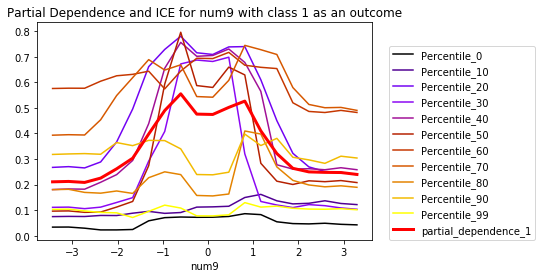 Partial Dependence and ICE for num9 with class 1 as an outcome
0.8
0.7
0.6
0.5
0.4
0.3
0.2
0.1
0.0
−3 −2 −1 0 1 2 3
num9
Percentile_0
Percentile_10
Percentile_20
Percentile_30
Percentile_40
Percentile_50
Percentile_60
Percentile_70
Percentile_80
Percentile_90
Percentile_99
partial_dependence_1